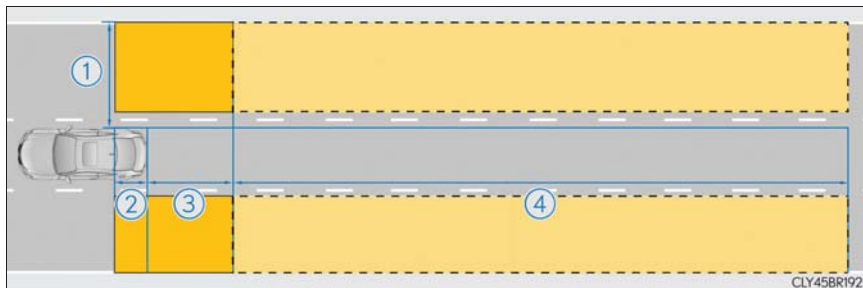 ①
② ③ ④
CLY45BR192